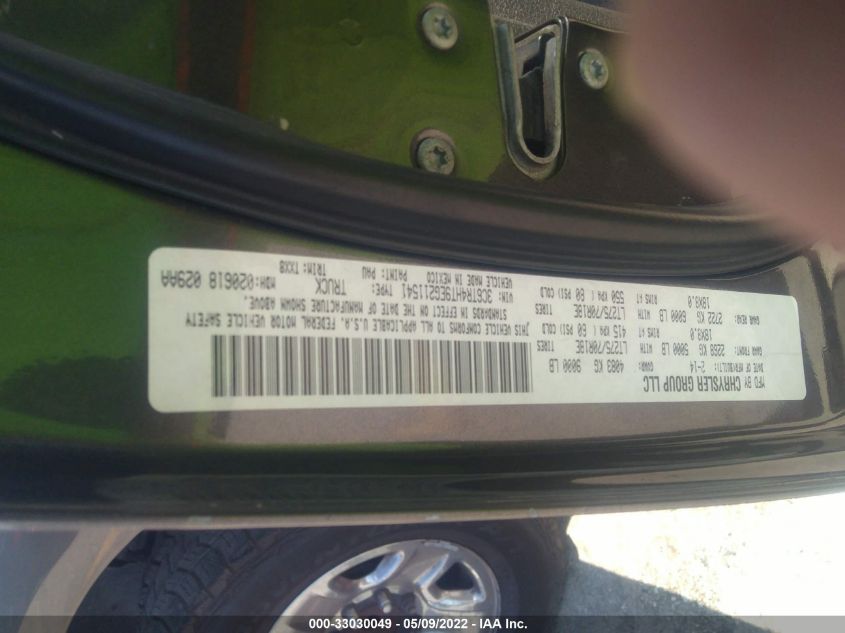 MFD BY CHRYSLER GROUP LLC
DATE OF MFR/BUILT: 2-14 GVWR: 4083 KG 9000 LB
GAWR FRONT: 2268 KG 5000 LB WITH TIRES LT275/70R18E
18X8.0 RIMS AT 415 KPA ( 60 PSI) COLD
GAWR REAR: 2722 KG 6000 LB WITH TIRES LT275/70R18E
18X8.0 RIMS AT 550 KPA ( 80 PSI) COLD
THIS VEHICLE CONFORMS TO ALL APPLICABLE U.S.A. FEDERAL MOTOR VEHICLE SAFETY
STANDARDS IN EFFECT ON THE DATE OF MANUFACTURE SHOWN ABOVE.
VIN: 3C6TR4HT9EG211541 TYPE: TRUCK MDH:020618 029AA
VEHICLE MADE IN MEXICO PAINT: PAU TRIM: TXX8
000-33030049 - 05/09/2022 - IAA Inc.